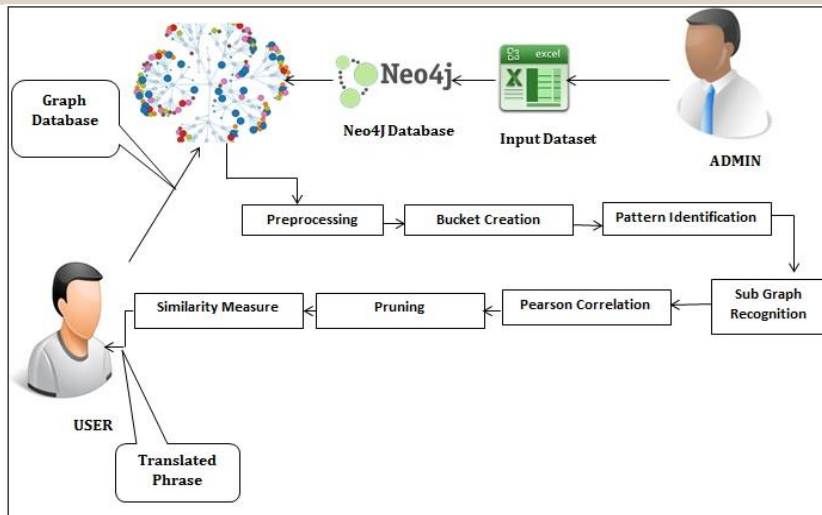 excel
X
Neo4j
Graph
Database
Neo4J Database
Input Dataset
ADMIN
Preprocessing
Bucket Creation
Pattern Identification
Similarity Measure
Pruning
Pearson Correlation
Sub Graph
Recognition
USER
Translated
Phrase